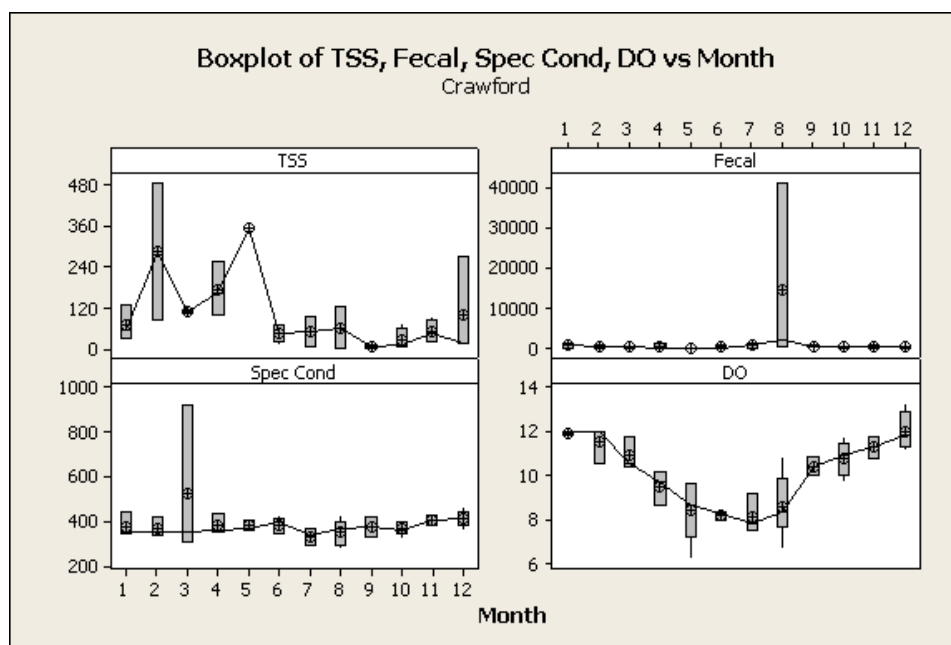 Boxplot of TSS, Fecal, Spec Cond, DO vs Month
Crawford
1 2 3 4 5 6 7 8 9 10 11 12
TSS
480
360
240
120
0
Fecal
40000
30000
20000
10000
0
Spec Cond
1000
800
600
400
200
DO
14
12
10
8
6
1 2 3 4 5 6 7 8 9 10 11 12
Month